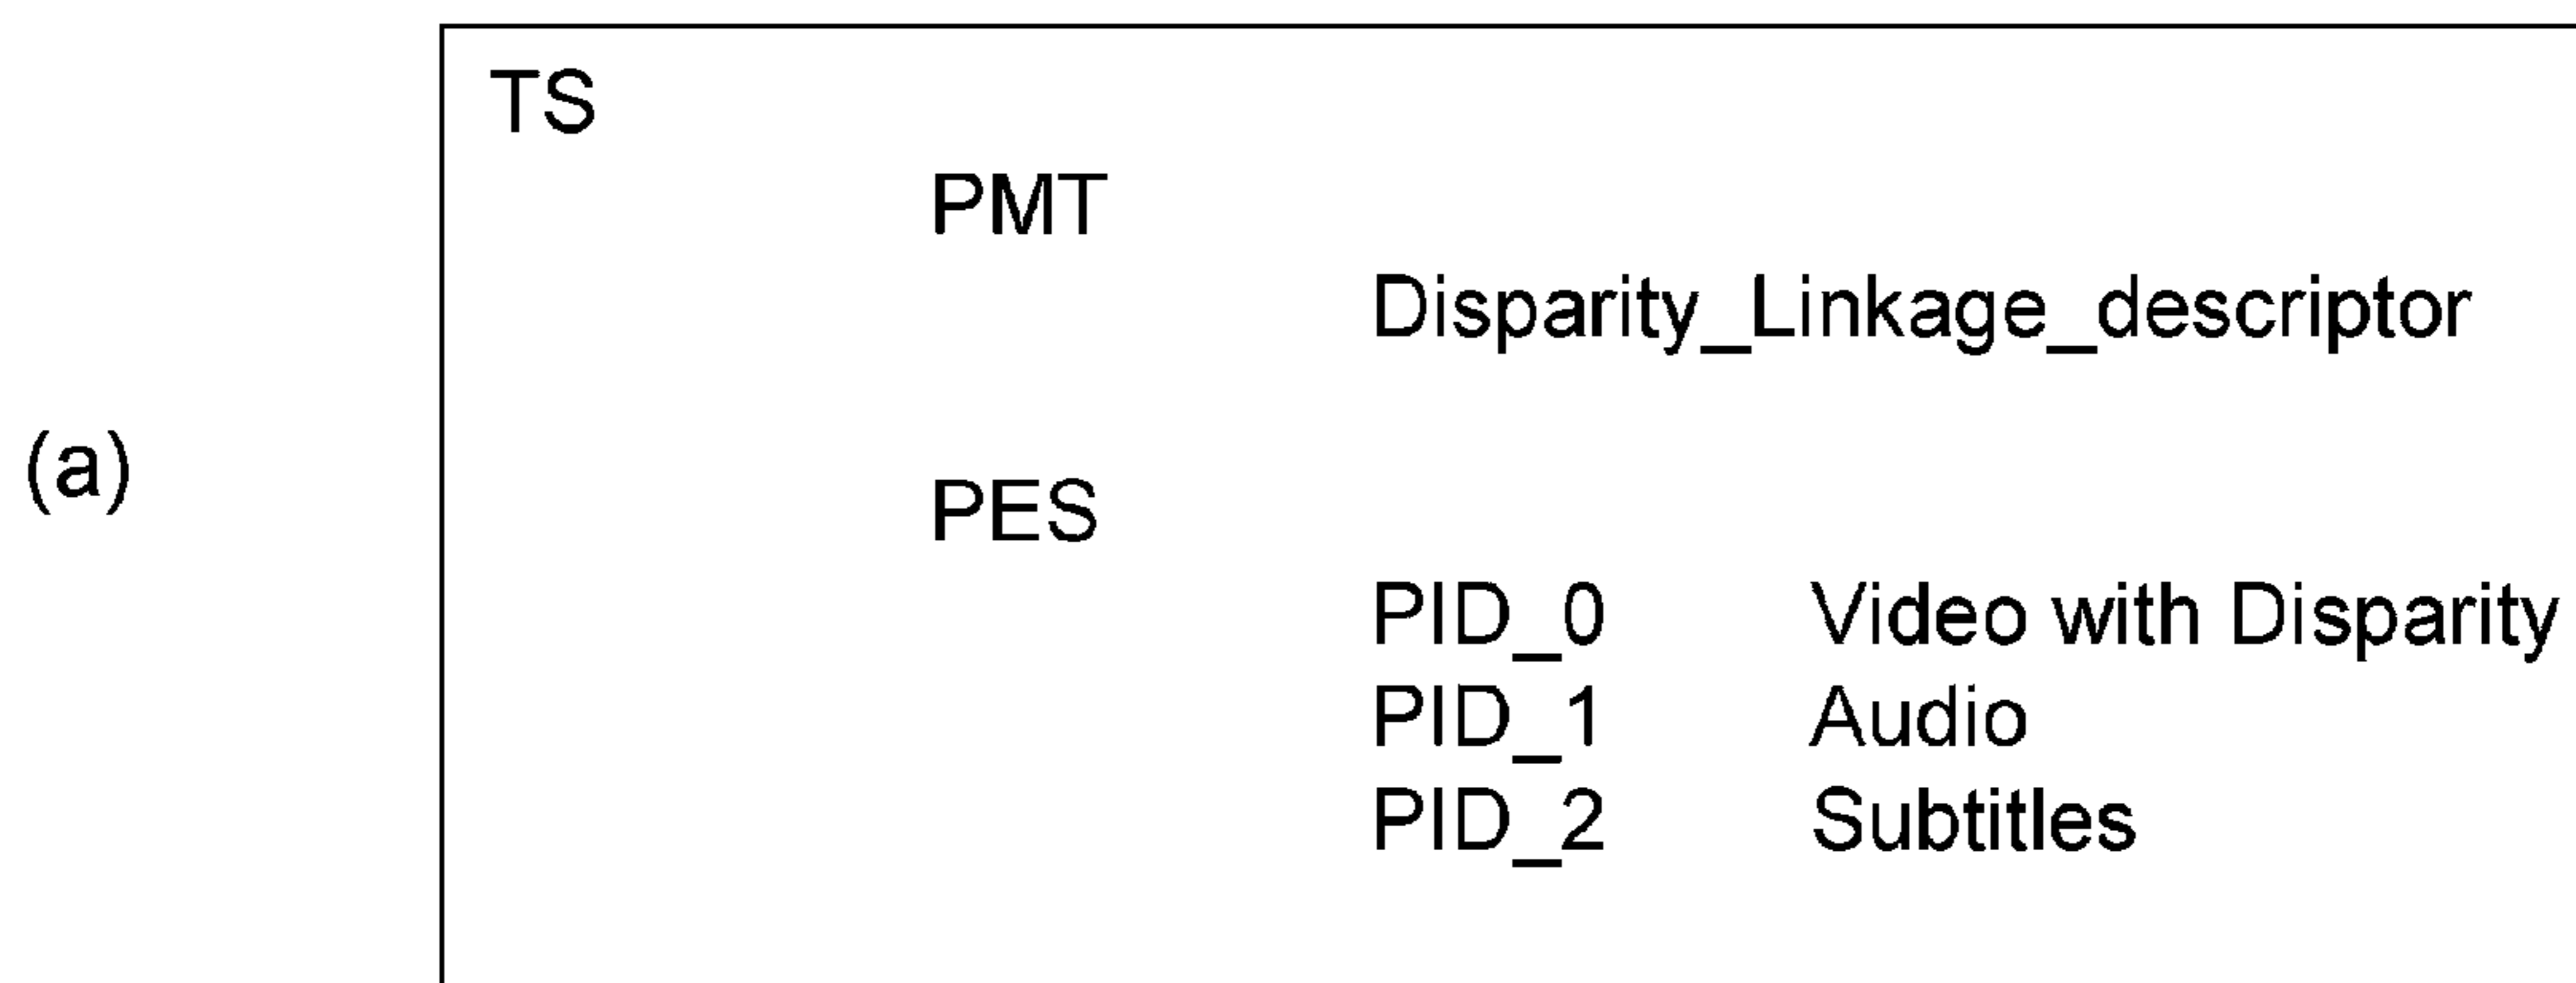 TS
PMT
Disparity_Linkage_descriptor
(a)
PES
PID_0 Video with Disparity
PID_1 Audio
PID_2 Subtitles